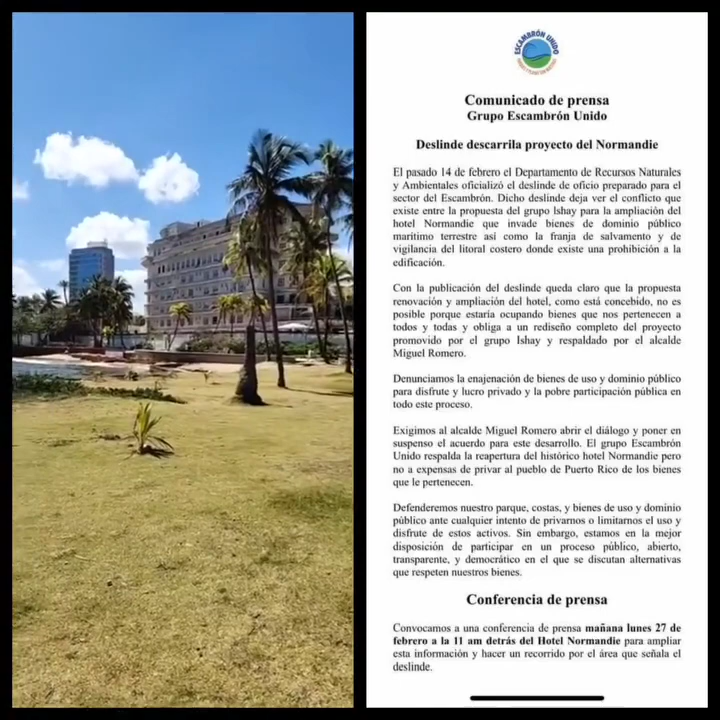 ESCAMBRÓN UNIDO
Comunicado de prensa
Grupo Escambrón Unido
Deslinde descarrila proyecto del Normandie
El pasado 14 de febrero el Departamento de Recursos Naturales
y Ambientales oficializó el deslinde de oficio preparado para el
sector del Escambrón. Dicho deslinde deja ver el conflicto que
existe entre la propuesta del grupo Ishay para la ampliación del
hotel Normandie que invade bienes de dominio público
marítimo terrestre así como la franja de salvamento y de
vigilancia del litoral costero donde existe una prohibición a la
edificación.
Con la publicación del deslinde queda claro que la propuesta
renovación y ampliación del hotel, como está concebido, no es
posible porque estaría ocupando bienes que nos pertenecen a
todos y todas y obliga a un rediseño completo del proyecto
promovido por el grupo Ishay y respaldado por el alcalde
Miguel Romero.
Denunciamos la enajenación de bienes de uso y dominio público
para disfrute y lucro privado y la pobre participación pública en
todo este proceso.
Exigimos al alcalde Miguel Romero abrir el diálogo y poner en
suspenso el acuerdo para este desarrollo. El grupo Escambrón
Unido respalda la reapertura del histórico hotel Normandie pero
no a expensas de privar al pueblo de Puerto Rico de los bienes
que le pertenecen.
Defenderemos nuestro parque, costas, y bienes de uso y dominio
público ante cualquier intento de privarnos o limitarnos el uso y
disfrute de estos activos. Sin embargo, estamos en la mejor
disposición de participar en un proceso público, abierto,
transparente, y democrático en el que se discutan alternativas
que respeten nuestros bienes.
Conferencia de prensa
Convocamos a una conferencia de prensa mañana lunes 27 de
febrero a la 11 am detrás del Hotel Normandie para ampliar
esta información y hacer un recorrido por el área que señala el
deslinde.